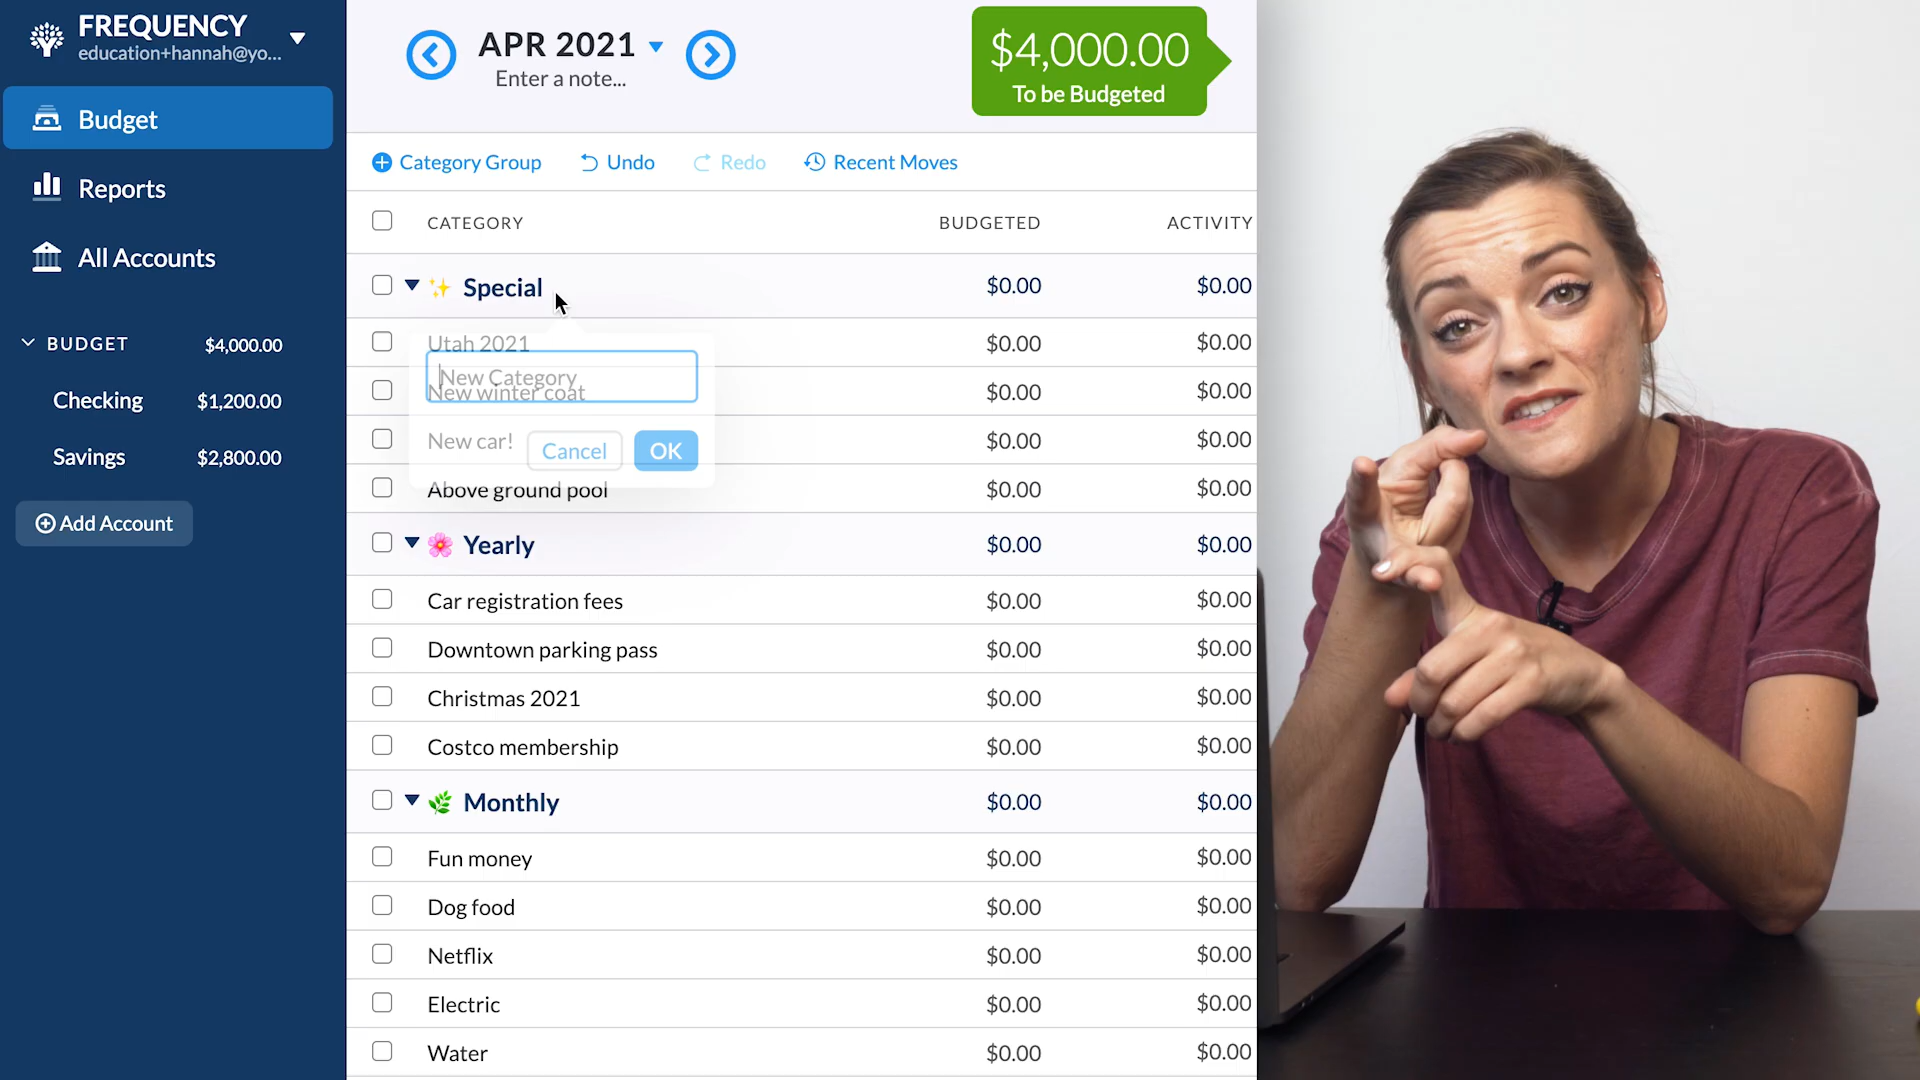 FREQUENCY
education+hannah@yo...
Budget
Reports
All Accounts
BUDGET $4,000.00
Checking $1,200.00
Savings $2,800.00
Add Account
APR 2021
Enter a note...
$4,000.00
To be Budgeted
Category Group Undo Redo Recent Moves
CATEGORY BUDGETED ACTIVITY
Special $0.00 $0.00
Utah 2021 $0.00 $0.00
New Category
New winter coat $0.00 $0.00
New car! $0.00 $0.00
Cancel OK
Above ground pool $0.00 $0.00
Yearly $0.00 $0.00
Car registration fees $0.00 $0.00
Downtown parking pass $0.00 $0.00
Christmas 2021 $0.00 $0.00
Costco membership $0.00 $0.00
Monthly $0.00 $0.00
Fun money $0.00 $0.00
Dog food $0.00 $0.00
Netflix $0.00 $0.00
Electric $0.00 $0.00
Water $0.00 $0.00